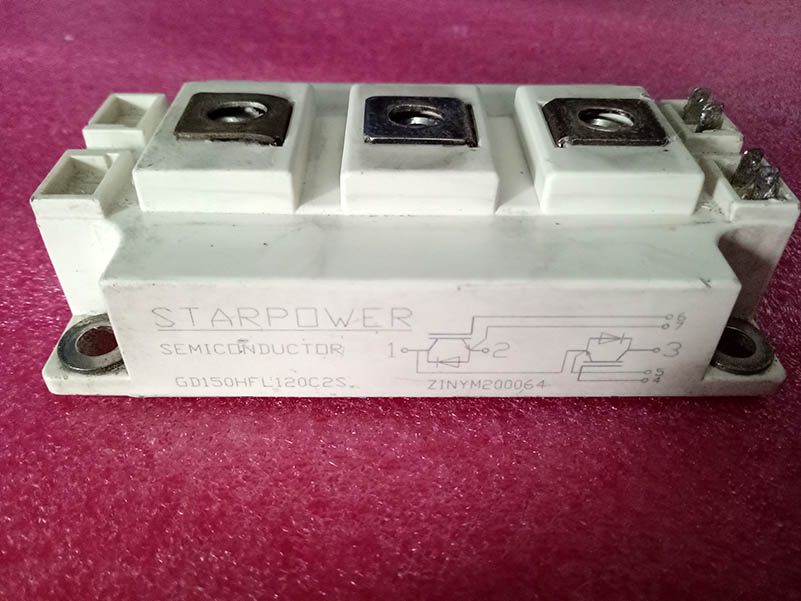 STARPOWER
SEMICONDUCTOR
GD150HFL120C2S
ZINYM200064
1
2
3
6
7
5
4